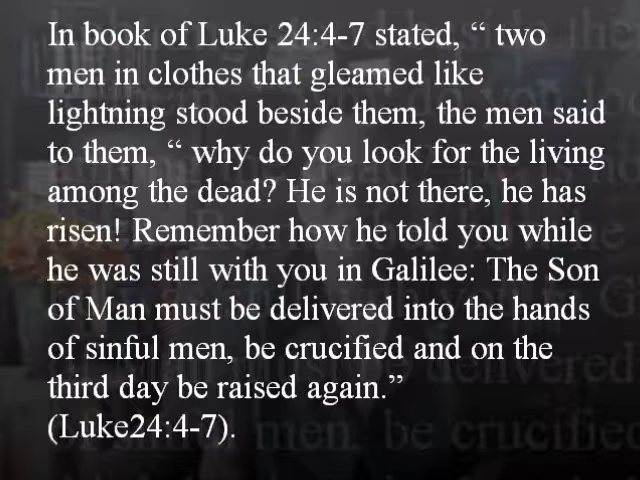 In book of Luke 24:4-7 stated, “ two
men in clothes that gleamed like
lightning stood beside them, the men said
to them, “ why do you look for the living
among the dead? He is not there, he has
risen! Remember how he told you while
he was still with you in Galilee: The Son
of Man must be delivered into the hands
of sinful men, be crucified and on the
third day be raised again.”
(Luke24:4-7).